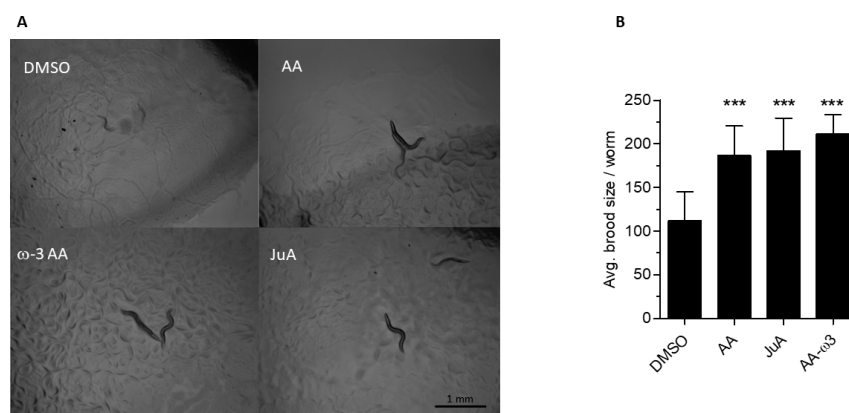 A
DMSO
AA
ω-3 AA
JuA
1 mm
B
Avg. brood size / worm
250
200
150
100
50
0
***
***
***
DMSO
AA
JuA
AA-ω3